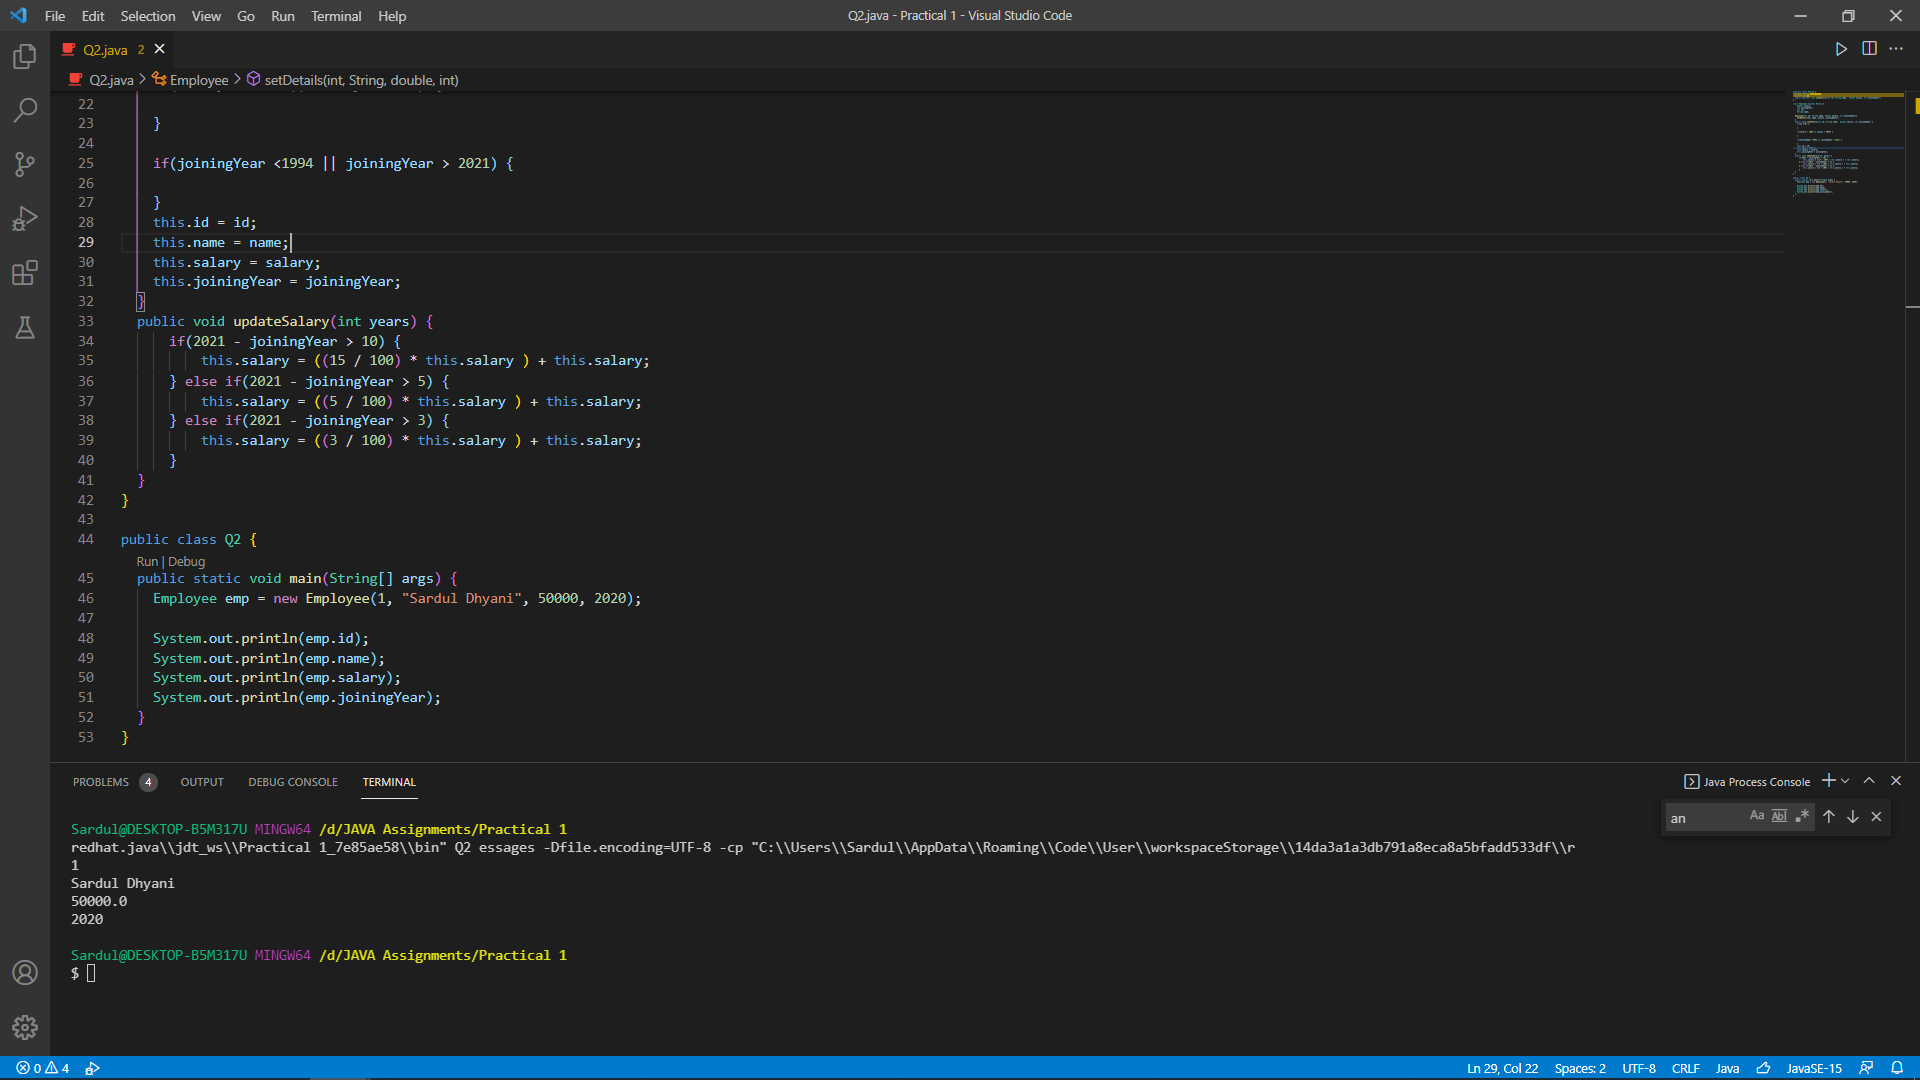 File Edit Selection View Go Run Terminal Help
Q2.java - Practical 1 - Visual Studio Code
Q2.java 2
Q2.java > Employee > setDetails(int, String, double, int)
22
23 }
24
25 if(joiningYear <1994 || joiningYear > 2021) {
26
27 }
28 this.id = id;
29 this.name = name;
30 this.salary = salary;
31 this.joiningYear = joiningYear;
32 }
33 public void updateSalary(int years) {
34 if(2021 - joiningYear > 10) {
35 this.salary = ((15 / 100) * this.salary ) + this.salary;
36 } else if(2021 - joiningYear > 5) {
37 this.salary = ((5 / 100) * this.salary ) + this.salary;
38 } else if(2021 - joiningYear > 3) {
39 this.salary = ((3 / 100) * this.salary ) + this.salary;
40 }
41 }
42 }
43
44 public class Q2 {
Run | Debug
45 public static void main(String[] args) {
46 Employee emp = new Employee(1, "Sardul Dhyani", 50000, 2020);
47
48 System.out.println(emp.id);
49 System.out.println(emp.name);
50 System.out.println(emp.salary);
51 System.out.println(emp.joiningYear);
52 }
53 }
PROBLEMS 4 OUTPUT DEBUG CONSOLE TERMINAL
Java Process Console
an Aa Abl .*
Sardul@DESKTOP-B5M317U MINGW64 /d/JAVA Assignments/Practical 1
redhat.java\\jdt_ws\\Practical 1_7e85ae58\\bin" Q2 essages -Dfile.encoding=UTF-8 -cp "C:\\Users\\Sardul\\AppData\\Roaming\\Code\\User\\workspaceStorage\\14da3a1a3db791a8eca8a5bfadd533df\\r
1
Sardul Dhyani
50000.0
2020
Sardul@DESKTOP-B5M317U MINGW64 /d/JAVA Assignments/Practical 1
$
0 4
Ln 29, Col 22 Spaces: 2 UTF-8 CRLF Java JavaSE-15